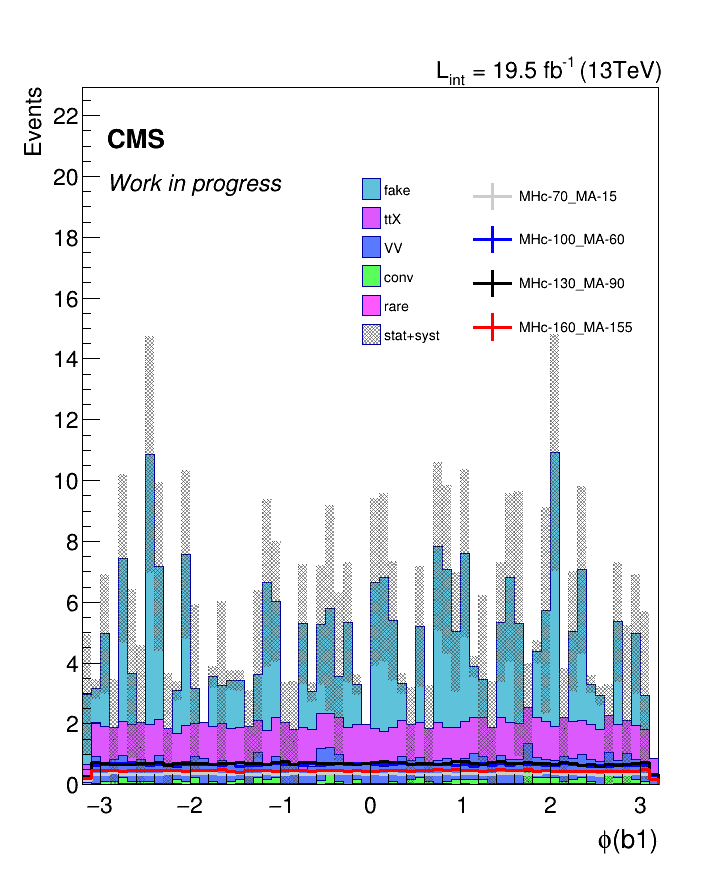 L_int = 19.5 fb^-1 (13TeV)
Events
CMS
Work in progress
fake
ttX
VV
conv
rare
stat+syst
MHc-70_MA-15
MHc-100_MA-60
MHc-130_MA-90
MHc-160_MA-155
22
20
18
16
14
12
10
8
6
4
2
0
−3 −2 −1 0 1 2 3
ϕ(b1)